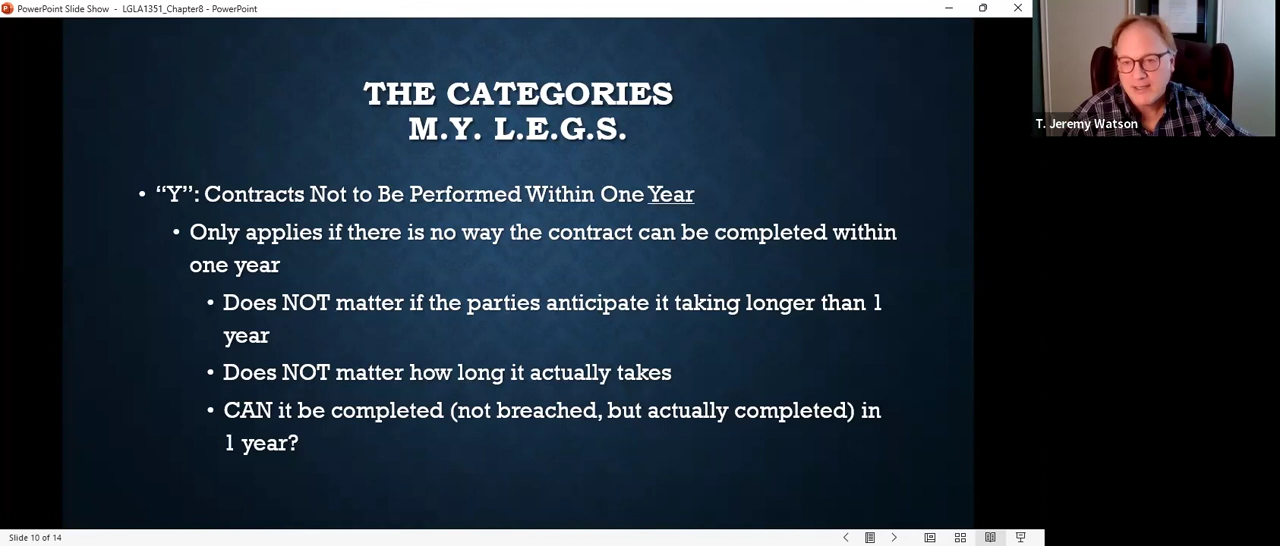 PowerPoint Slide Show - LGLA1351_Chapter8 - PowerPoint
THE CATEGORIES
M.Y. L.E.G.S.
• “Y”: Contracts Not to Be Performed Within One Year
• Only applies if there is no way the contract can be completed within
one year
• Does NOT matter if the parties anticipate it taking longer than 1
year
• Does NOT matter how long it actually takes
• CAN it be completed (not breached, but actually completed) in
1 year?
T. Jeremy Watson
Slide 10 of 14